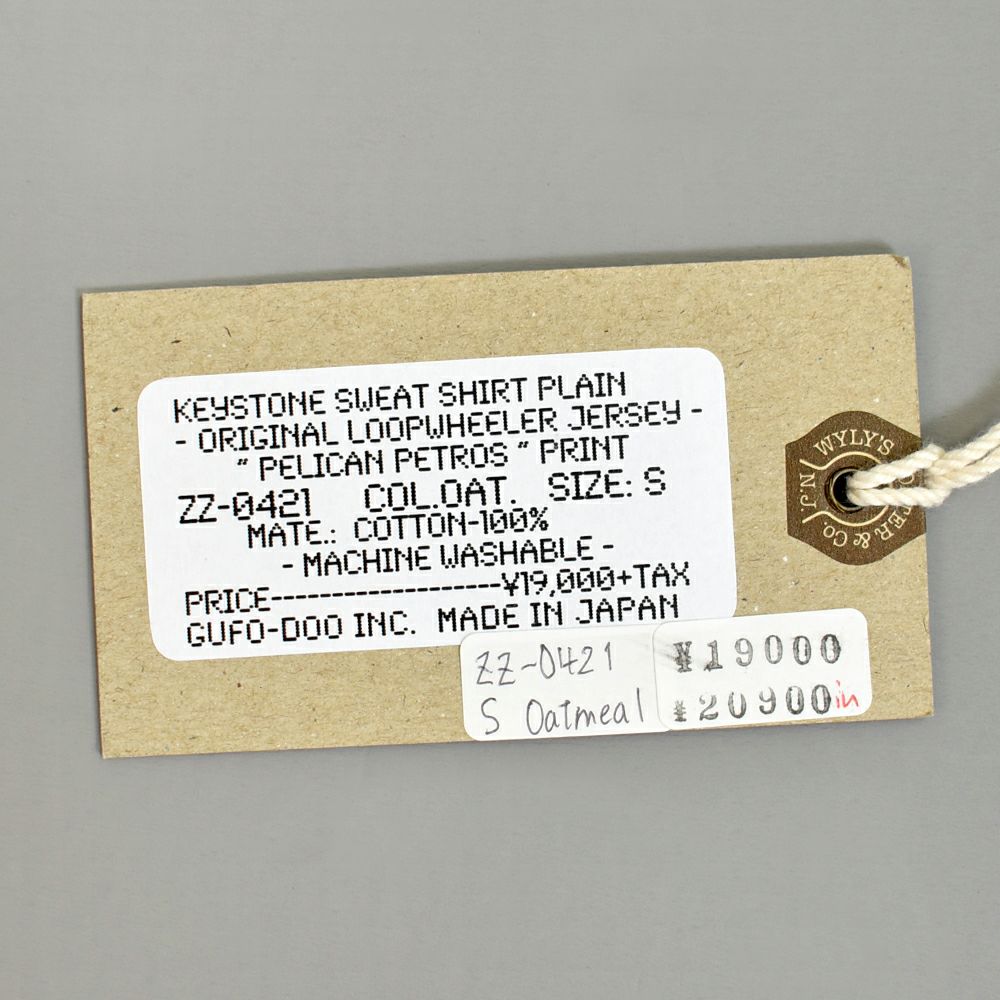 KEYSTONE SWEAT SHIRT PLAIN
- ORIGINAL LOOPWHEELER JERSEY -
“ PELICAN PETROS ” PRINT
ZZ-0421 COL.OAT. SIZE: S
MATE.: COTTON-100%
- MACHINE WASHABLE -
PRICE-------------------¥19,000+TAX
GUFO-DOO INC. MADE IN JAPAN
ZZ-0421
S Oatmeal
¥19000
¥20900in
WYLY'S
& Co.
N.J.